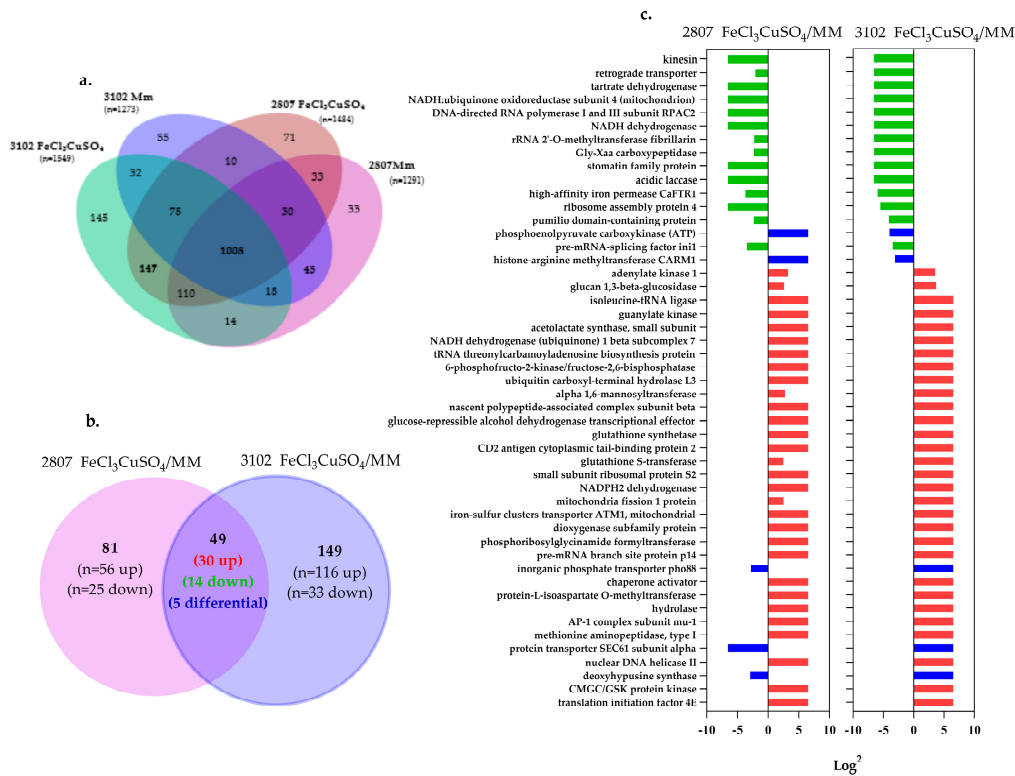 a.
3102 Mm
(n=1273)
2807 FeCl3CuSO4
(n=1484)
3102 FeCl3CuSO4
(n=1549)
2807Mm
(n=1291)
55
71
10
32
33
33
75
30
145
1008
147
45
110
15
14
b.
2807 FeCl3CuSO4/MM
3102 FeCl3CuSO4/MM
81
(n=56 up)
(n=25 down)
49
(30 up)
(14 down)
(5 differential)
149
(n=116 up)
(n=33 down)
c.
2807 FeCl3CuSO4/MM
3102 FeCl3CuSO4/MM
kinesin
retrograde transporter
tartrate dehydrogenase
NADH:ubiquinone oxidoreductase subunit 4 (mitochondrion)
DNA-directed RNA polymerase I and III subunit RPAC2
NADH dehydrogenase
rRNA 2'-O-methyltransferase fibrillarin
Gly-Xaa carboxypeptidase
stomatin family protein
acidic laccase
high-affinity iron permease CaFTR1
ribosome assembly protein 4
pumilio domain-containing protein
phosphoenolpyruvate carboxykinase (ATP)
pre-mRNA-splicing factor ini1
histone-arginine methyltransferase CARM1
adenylate kinase 1
glucan 1,3-beta-glucosidase
isoleucine-tRNA ligase
guanylate kinase
acetolactate synthase, small subunit
NADH dehydrogenase (ubiquinone) 1 beta subcomplex 7
tRNA threonylcarbamoyladenosine biosynthesis protein
6-phosphofructo-2-kinase/fructose-2,6-bisphosphatase
ubiquitin carboxyl-terminal hydrolase L3
alpha 1,6-mannosyltransferase
nascent polypeptide-associated complex subunit beta
glucose-repressible alcohol dehydrogenase transcriptional effector
glutathione synthetase
CD2 antigen cytoplasmic tail-binding protein 2
glutathione S-transferase
small subunit ribosomal protein S2
NADPH2 dehydrogenase
mitochondria fission 1 protein
iron-sulfur clusters transporter ATM1, mitochondrial
dioxygenase subfamily protein
phosphoribosylglycinamide formyltransferase
pre-mRNA branch site protein p14
inorganic phosphate transporter pho88
chaperone activator
protein-L-isoaspartate O-methyltransferase
hydrolase
AP-1 complex subunit mu-1
methionine aminopeptidase, type I
protein transporter SEC61 subunit alpha
nuclear DNA helicase II
deoxyhypusine synthase
CMGC/GSK protein kinase
translation initiation factor 4E
-10 -5 0 5 10
-10 -5 0 5 10
Log2